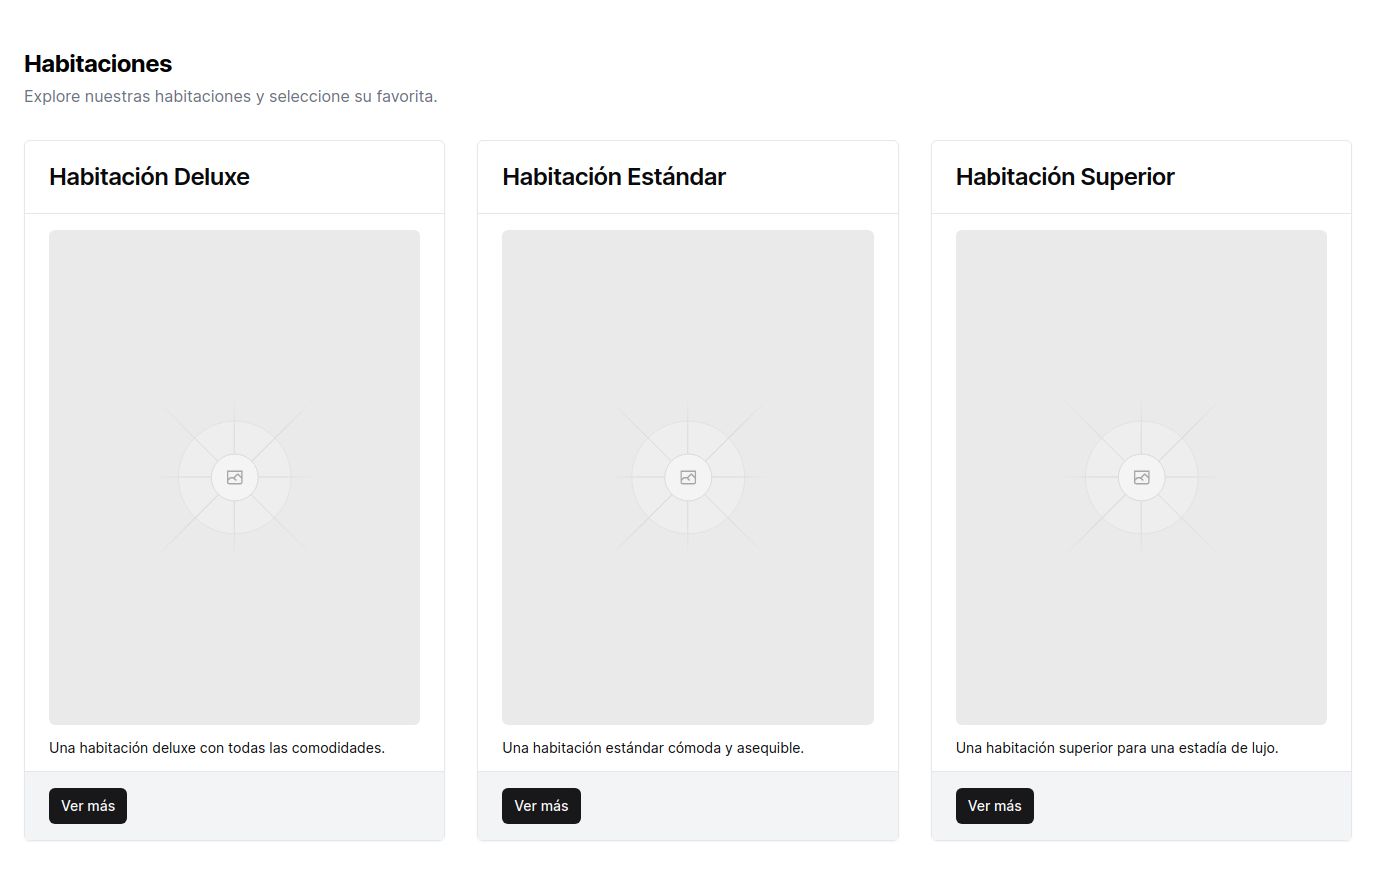 Habitaciones
Explore nuestras habitaciones y seleccione su favorita.
Habitación Deluxe
Una habitación deluxe con todas las comodidades.
Ver más
Habitación Estándar
Una habitación estándar cómoda y asequible.
Ver más
Habitación Superior
Una habitación superior para una estadía de lujo.
Ver más